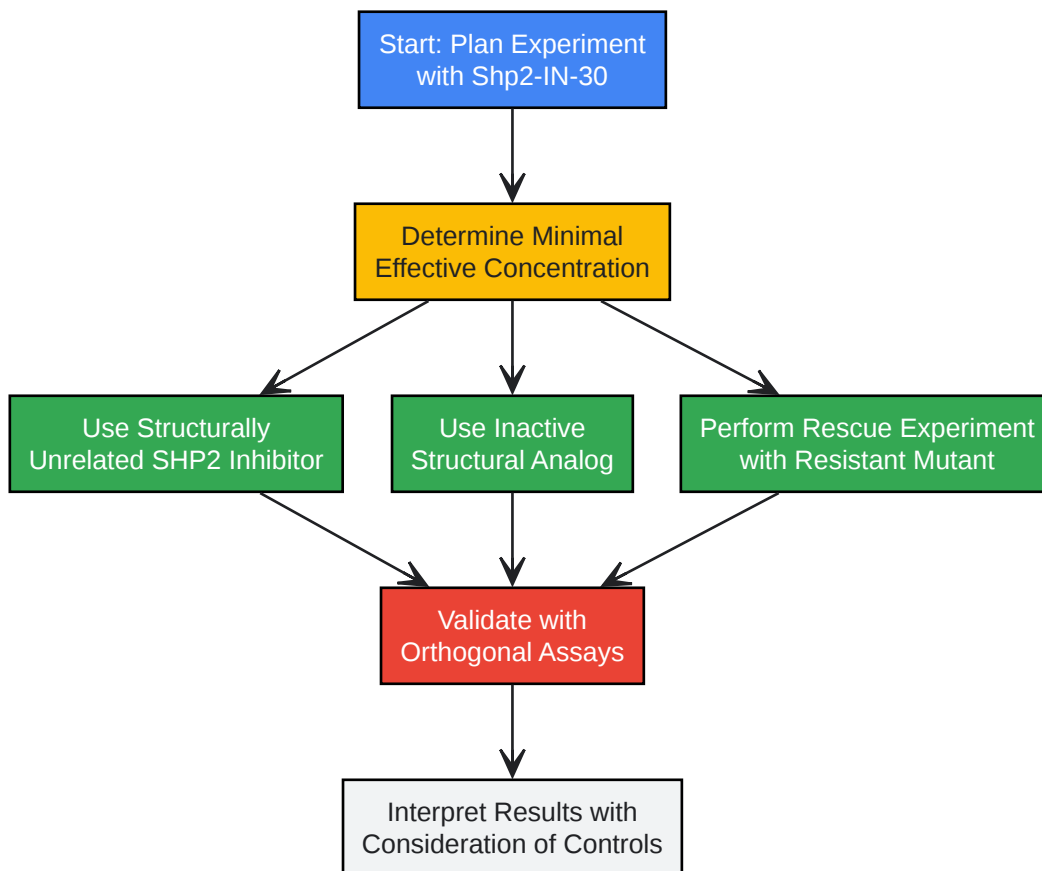 Start: Plan Experiment
with Shp2-IN-30
Determine Minimal
Effective Concentration
Use Structurally
Unrelated SHP2 Inhibitor
Use Inactive
Structural Analog
Perform Rescue Experiment
with Resistant Mutant
Validate with
Orthogonal Assays
Interpret Results with
Consideration of Controls